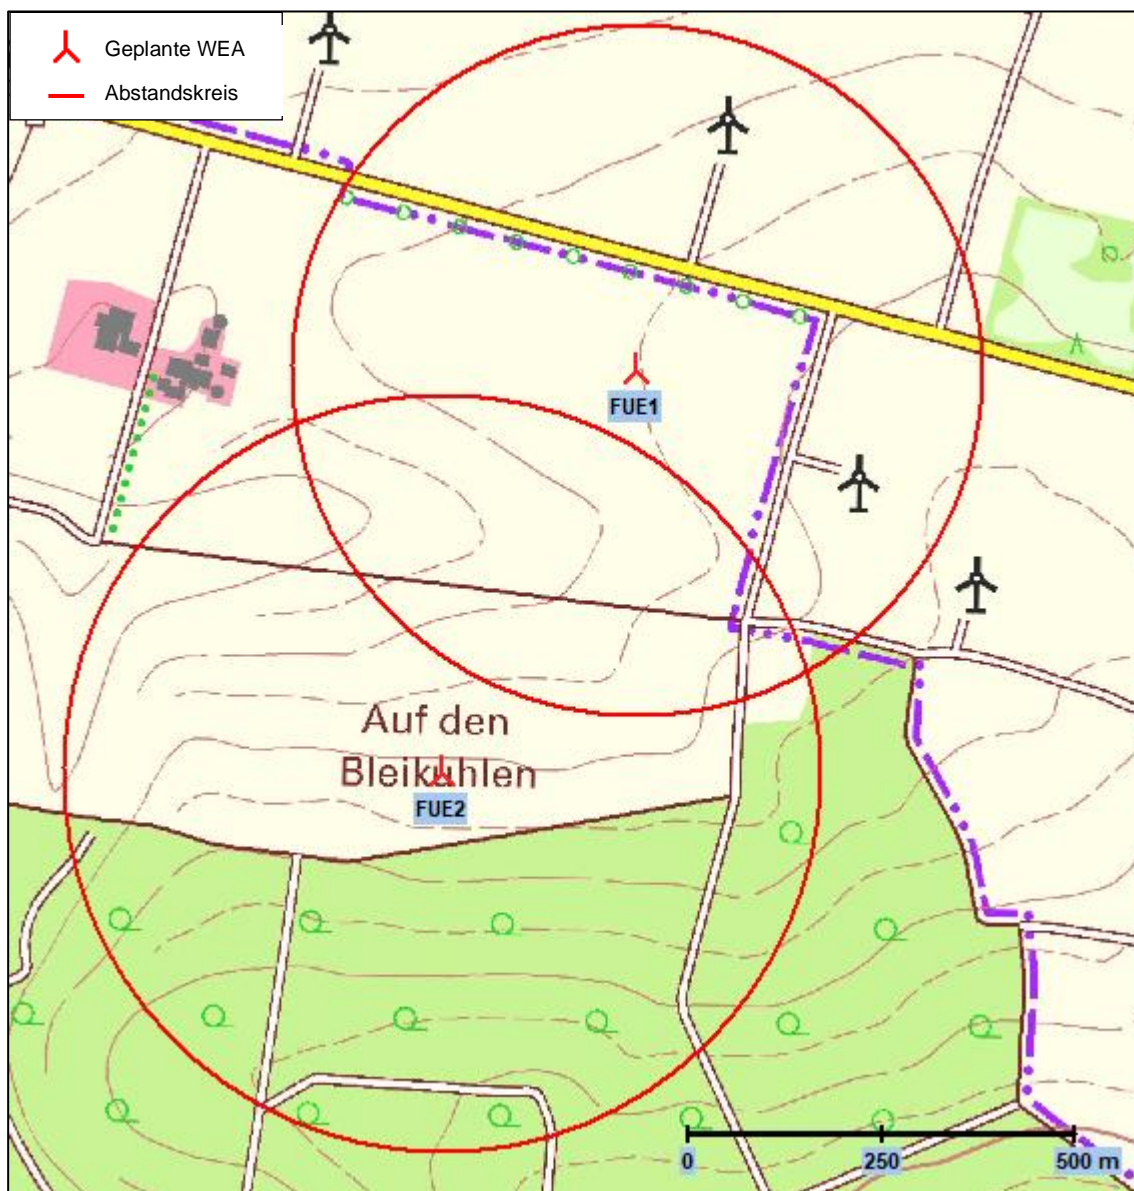 Geplante WEA
Abstandskreis
FUE1
Auf den
Bleikuhlen
FUE2
0 250 500 m